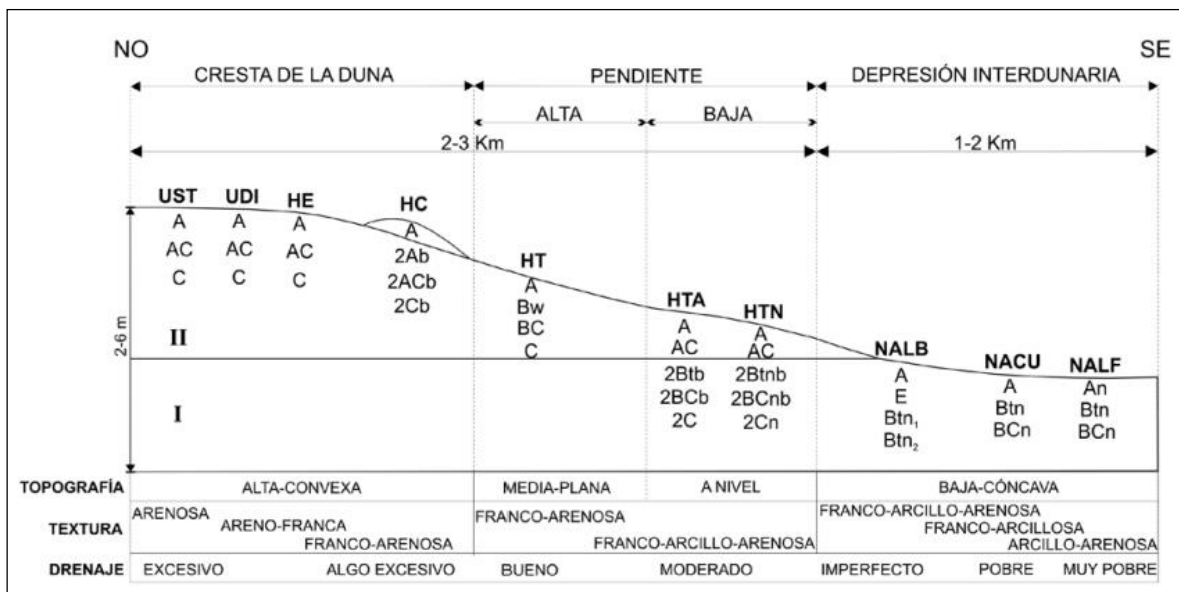 NO SE
CRESTA DE LA DUNA PENDIENTE DEPRESIÓN INTERDUNARIA
ALTA BAJA
2-3 Km 1-2 Km
UST UDI HE HC
A A A A
AC AC AC 2Ab
C C C 2ACb
2Cb
HT
A
Bw
BC
C
HTA HTN
A A
AC AC
2Btb 2Btnb
2BCb 2BCnb
2C 2Cn
NALB NACU NALF
A A An
E Btn Btn
Btn₁ BCn BCn
Btn₂
II
I
2-6 m
TOPOGRAFÍA ALTA-CONVEXA MEDIA-PLANA A NIVEL BAJA-CÓNCAVA
TEXTURA
ARENOSA FRANCO-ARENOSA FRANCO-ARCILLO-ARENOSA
ARENO-FRANCA FRANCO-ARCILLOSA
FRANCO-ARENOSA FRANCO-ARCILLO-ARENOSA ARCILLO-ARENOSA
DRENAJE EXCESIVO ALGO EXCESIVO BUENO MODERADO IMPERFECTO POBRE MUY POBRE